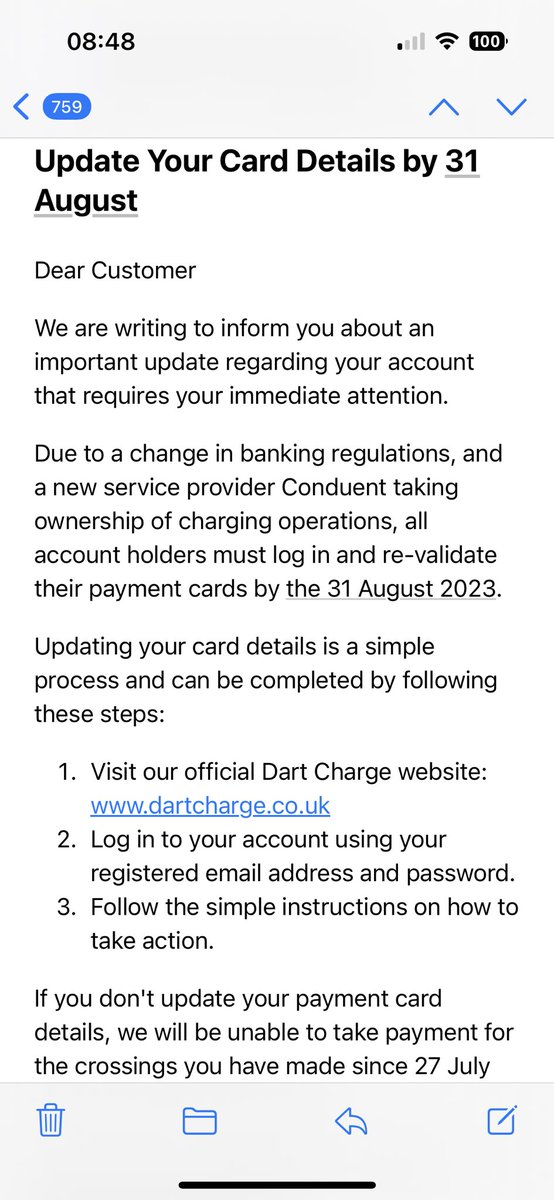 08:48
100
759
Update Your Card Details by 31
August
Dear Customer
We are writing to inform you about an
important update regarding your account
that requires your immediate attention.
Due to a change in banking regulations, and
a new service provider Conduent taking
ownership of charging operations, all
account holders must log in and re-validate
their payment cards by the 31 August 2023.
Updating your card details is a simple
process and can be completed by following
these steps:
1. Visit our official Dart Charge website:
www.dartcharge.co.uk
2. Log in to your account using your
registered email address and password.
3. Follow the simple instructions on how to
take action.
If you don't update your payment card
details, we will be unable to take payment for
the crossings you have made since 27 July